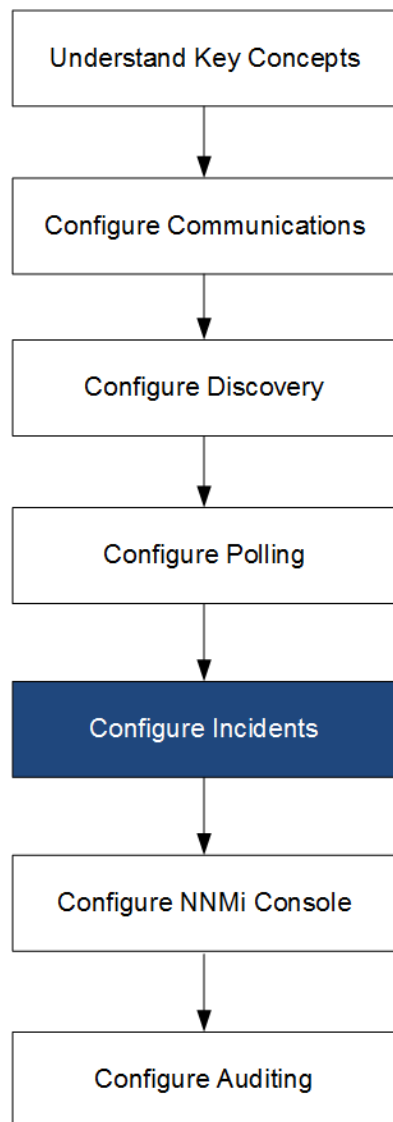 Understand Key Concepts
Configure Communications
Configure Discovery
Configure Polling
Configure Incidents
Configure NNMi Console
Configure Auditing